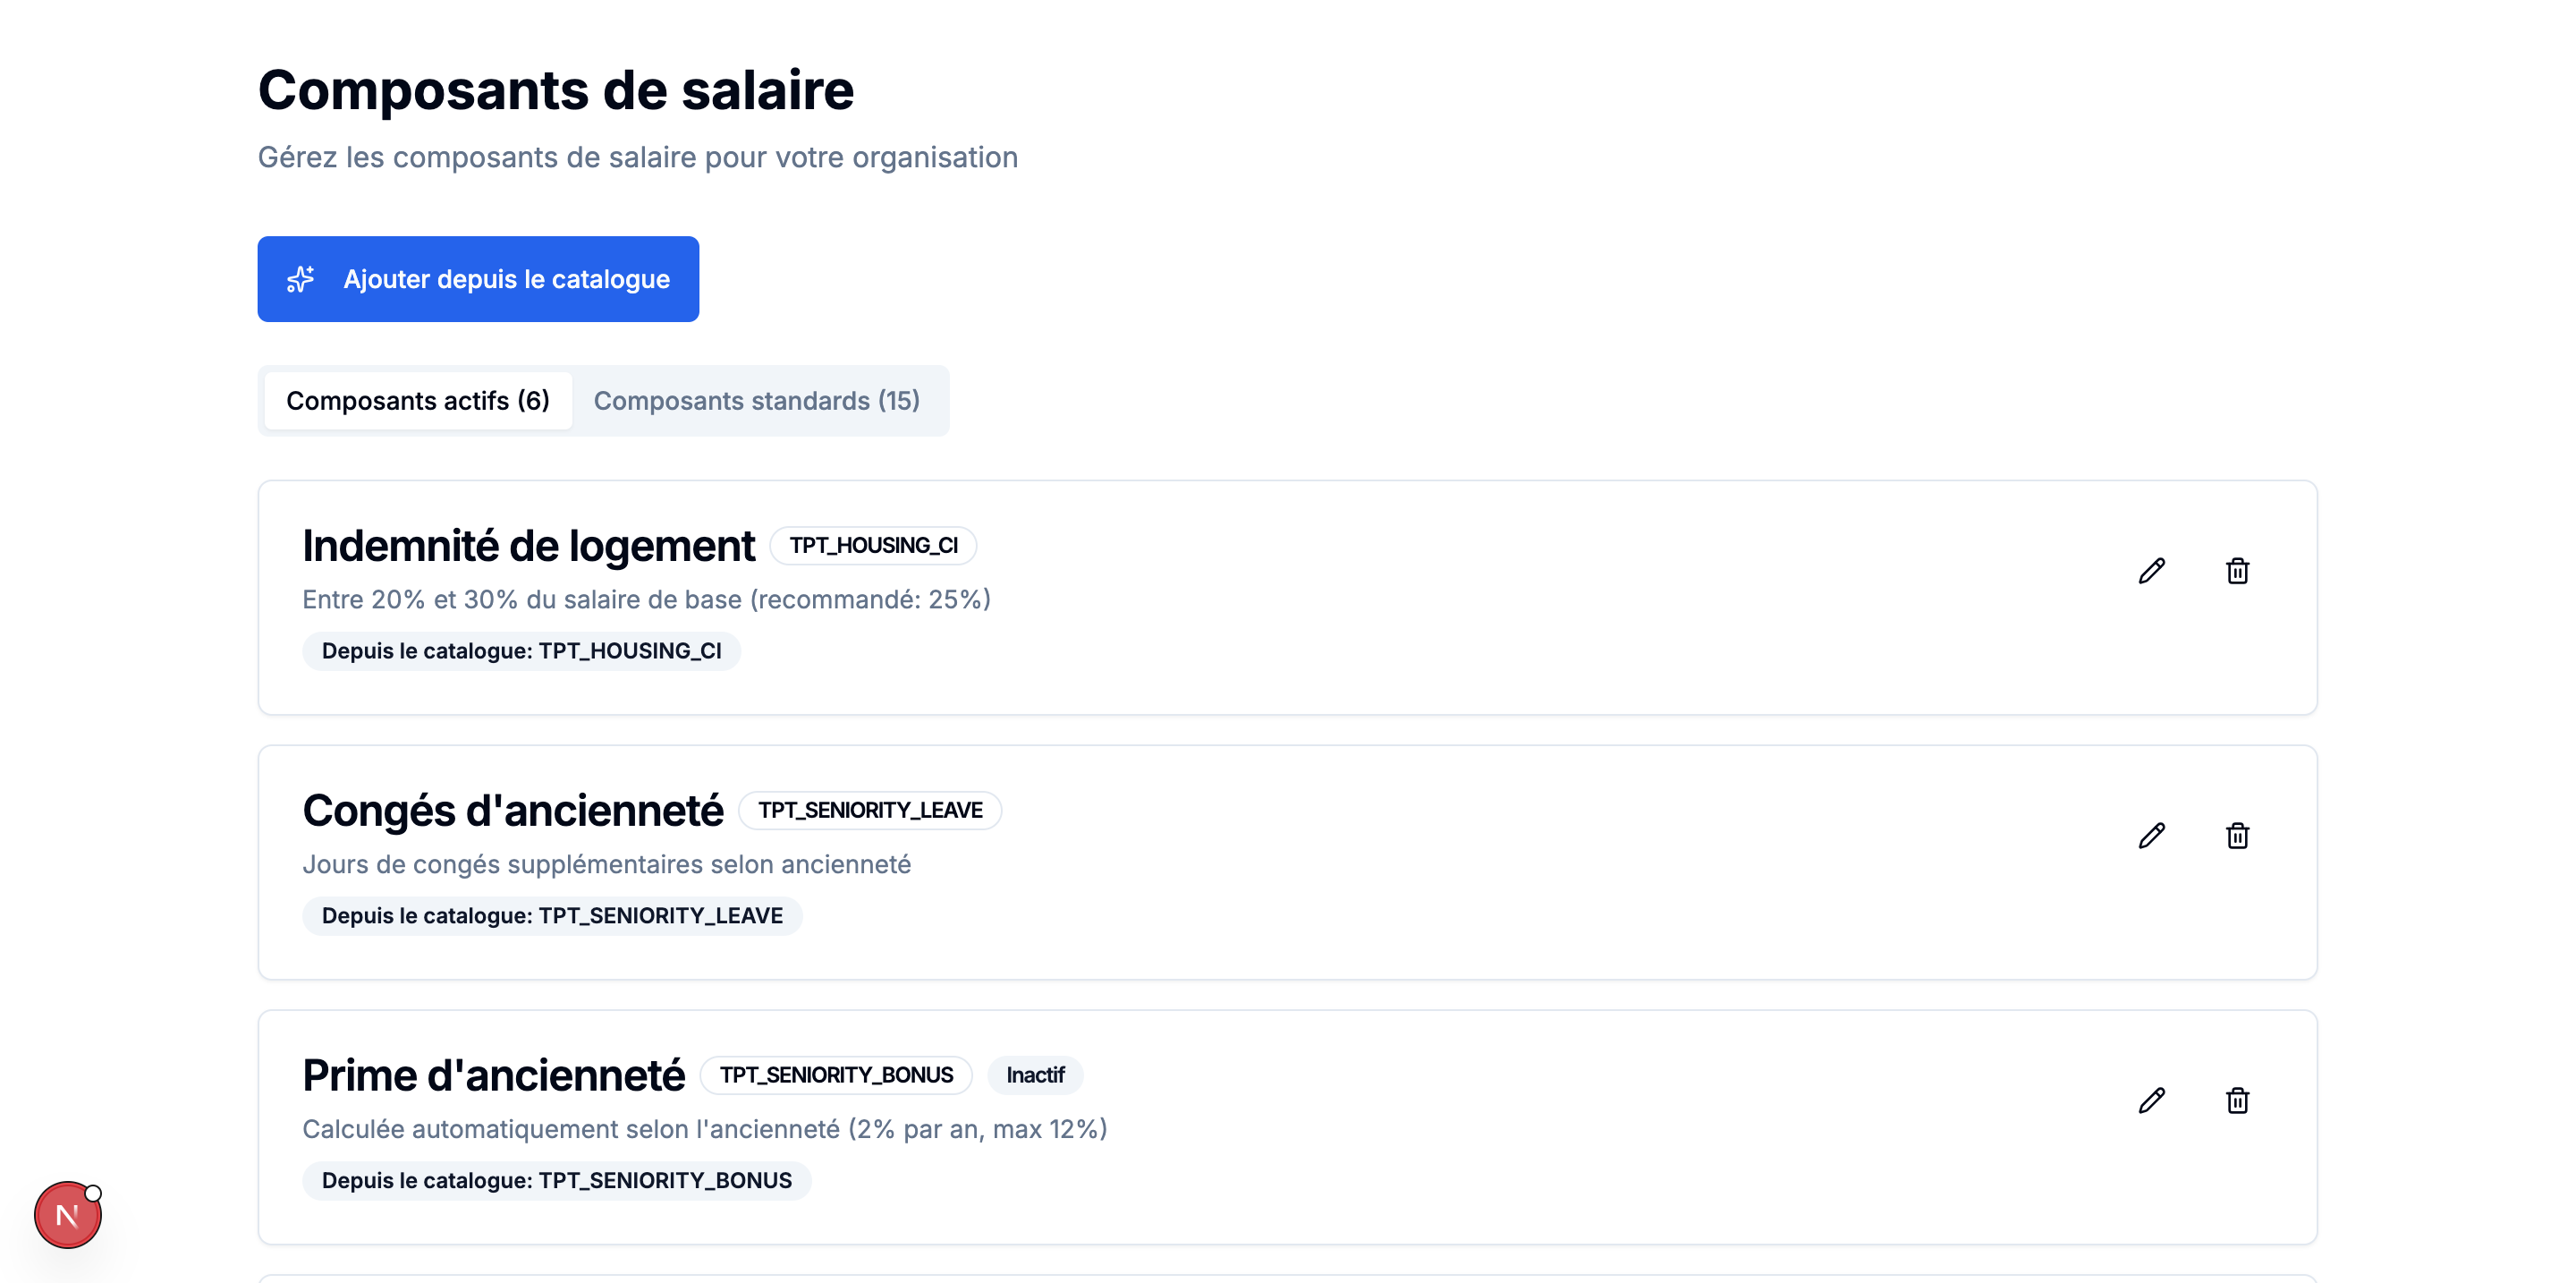 Composants de salaire
Gérez les composants de salaire pour votre organisation
Ajouter depuis le catalogue
Composants actifs (6) Composants standards (15)
Indemnité de logement TPT_HOUSING_CI
Entre 20% et 30% du salaire de base (recommandé: 25%)
Depuis le catalogue: TPT_HOUSING_CI
Congés d'ancienneté TPT_SENIORITY_LEAVE
Jours de congés supplémentaires selon ancienneté
Depuis le catalogue: TPT_SENIORITY_LEAVE
Prime d'ancienneté TPT_SENIORITY_BONUS Inactif
Calculée automatiquement selon l'ancienneté (2% par an, max 12%)
Depuis le catalogue: TPT_SENIORITY_BONUS
N